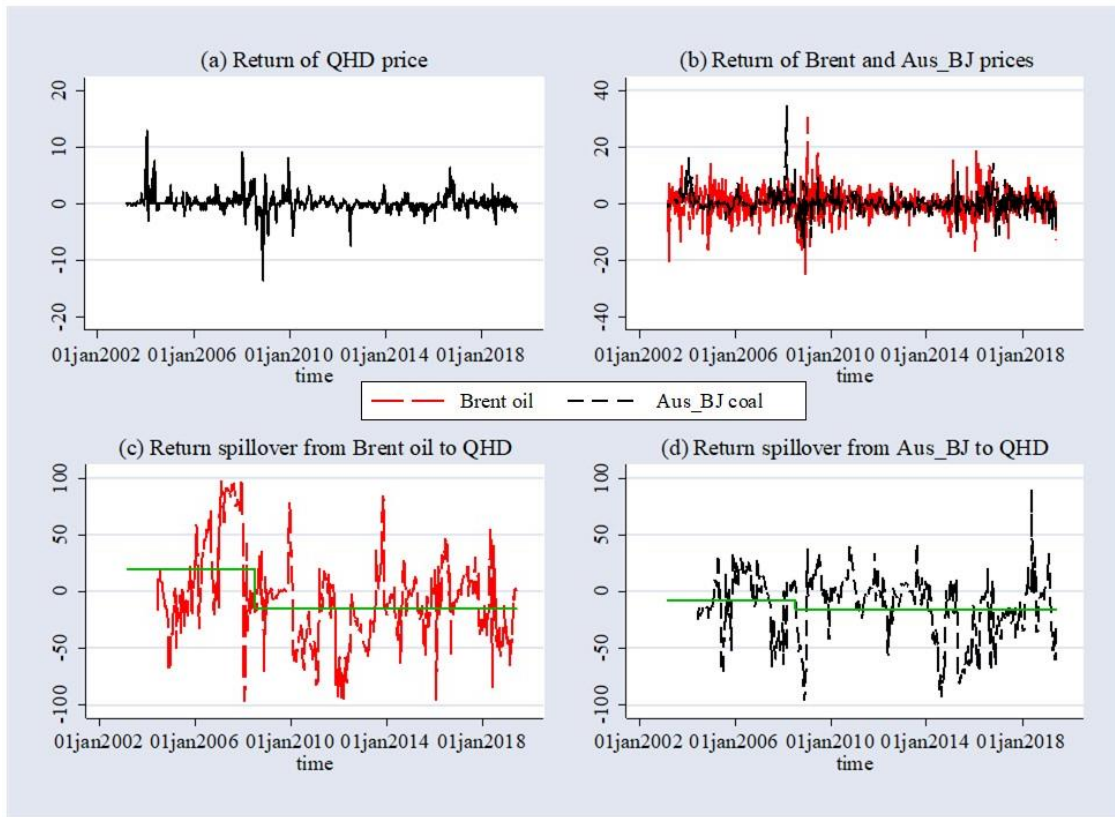 (a) Return of QHD price
20
10
0
-10
-20
01jan2002 01jan2006 01jan2010 01jan2014 01jan2018
time
(b) Return of Brent and Aus_BJ prices
40
20
0
-20
-40
01jan2002 01jan2006 01jan2010 01jan2014 01jan2018
time
Brent oil Aus_BJ coal
(c) Return spillover from Brent oil to QHD
100
50
0
-50
-100
01jan2002 01jan2006 01jan2010 01jan2014 01jan2018
time
(d) Return spillover from Aus_BJ to QHD
100
50
0
-50
-100
01jan2002 01jan2006 01jan2010 01jan2014 01jan2018
time